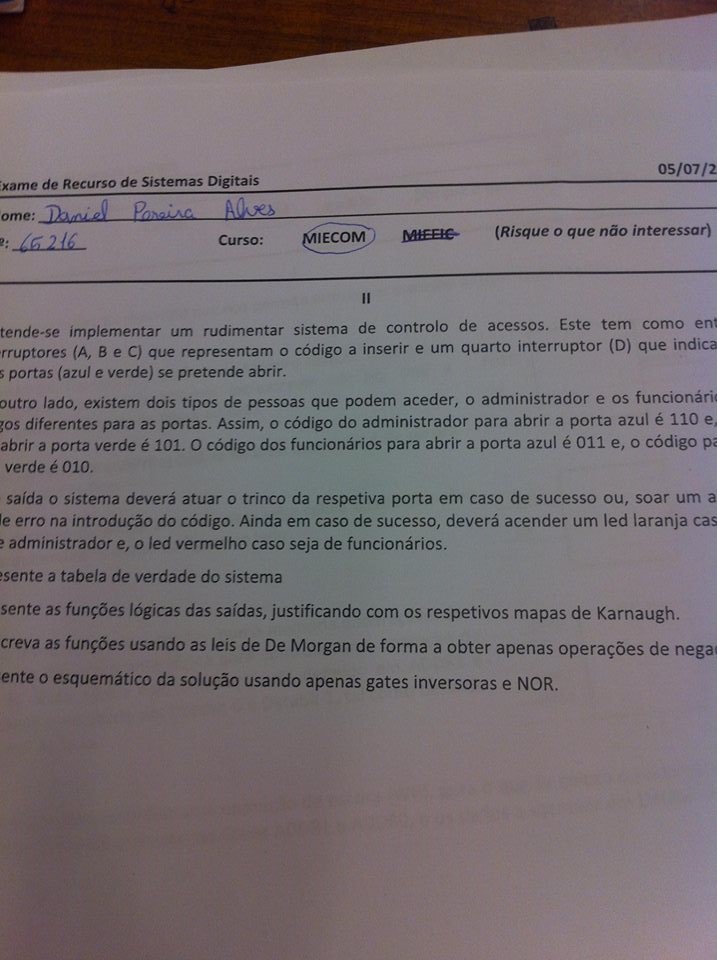 xame de Recurso de Sistemas Digitais 05/07/2
ome: Daniel Pereira Alves
º: 65216 Curso: MIECOM (Risque o que não interessar)
II
tende-se implementar um rudimentar sistema de controlo de acessos. Este tem como ent
erruptores (A, B e C) que representam o código a inserir e um quarto interruptor (D) que indica
s portas (azul e verde) se pretende abrir.
outro lado, existem dois tipos de pessoas que podem aceder, o administrador e os funcionário
gos diferentes para as portas. Assim, o código do administrador para abrir a porta azul é 110 e,
abrir a porta verde é 101. O código dos funcionários para abrir a porta azul é 011 e, o código pa
verde é 010.
saída o sistema deverá atuar o trinco da respetiva porta em caso de sucesso ou, soar um a
de erro na introdução do código. Ainda em caso de sucesso, deverá acender um led laranja cas
e administrador e, o led vermelho caso seja de funcionários.
esente a tabela de verdade do sistema
sente as funções lógicas das saídas, justificando com os respetivos mapas de Karnaugh.
creva as funções usando as leis de De Morgan de forma a obter apenas operações de nega
ente o esquemático da solução usando apenas gates inversoras e NOR.